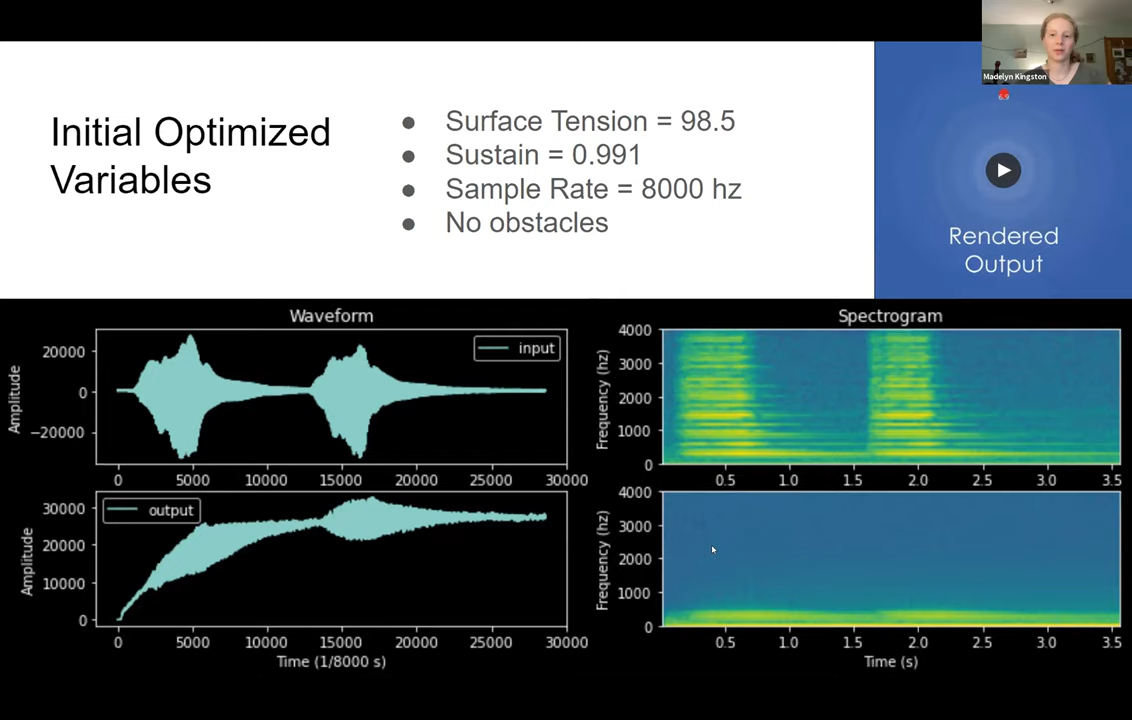 Madelyn Kingston
Initial Optimized
Variables
● Surface Tension = 98.5
● Sustain = 0.991
● Sample Rate = 8000 hz
● No obstacles
Rendered
Output
Waveform
Amplitude
20000
0
−20000
input
0 5000 10000 15000 20000 25000 30000
Spectrogram
Frequency (hz)
4000
3000
2000
1000
0
0.5 1.0 1.5 2.0 2.5 3.0 3.5
Amplitude
30000
20000
10000
0
output
0 5000 10000 15000 20000 25000 30000
Time (1/8000 s)
Frequency (hz)
4000
3000
2000
1000
0
0.5 1.0 1.5 2.0 2.5 3.0 3.5
Time (s)